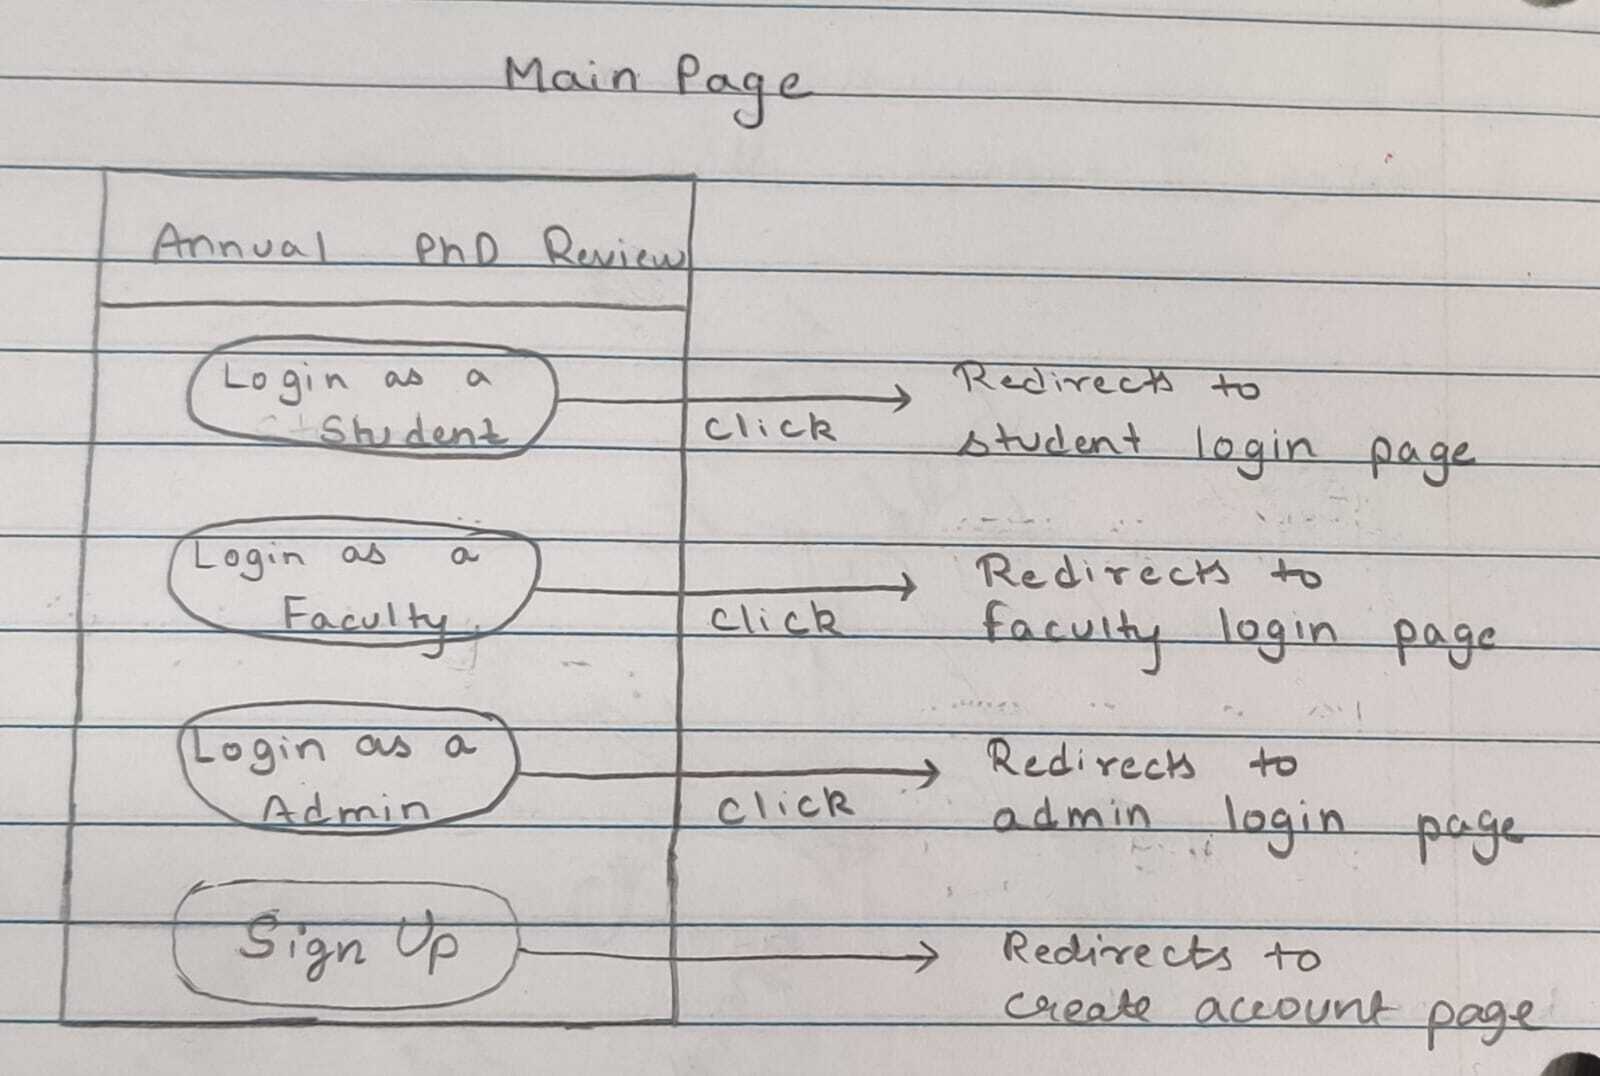 Main Page
Annual PhD Review
Login as a
Student
click
Redirects to
student login page
Login as a
Faculty
click
Redirects to
faculty login page
Login as a
Admin
click
Redirects to
admin login page
Sign Up
Redirects to
create account page